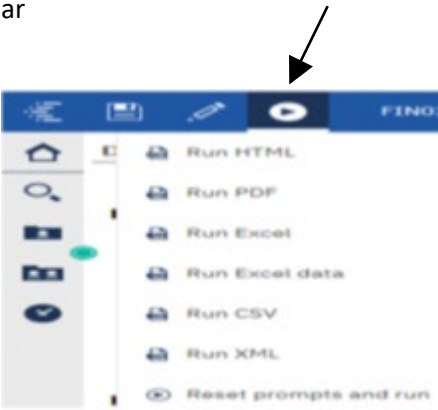 ar
FINO
Run HTML
Run PDF
Run Excel
Run Excel data
Run CSV
Run XML
Reset prompts and run